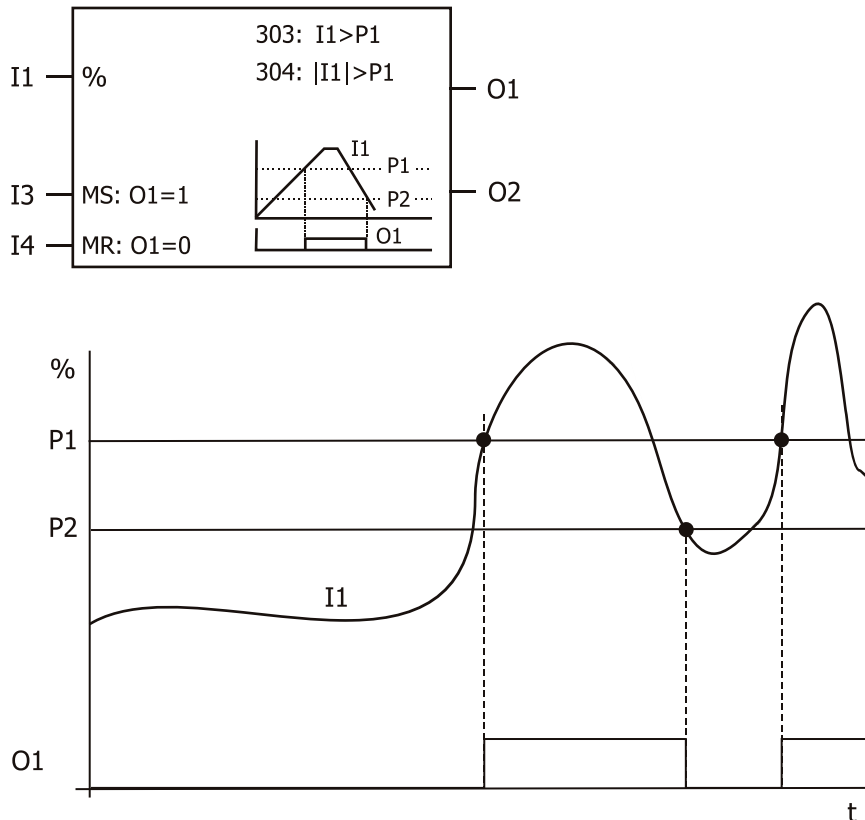 303: I1>P1
304: |I1|>P1
I1
%
O1
I1
P1
I3
MS: O1=1
P2
O2
O1
I4
MR: O1=0
%
P1
P2
I1
O1
t